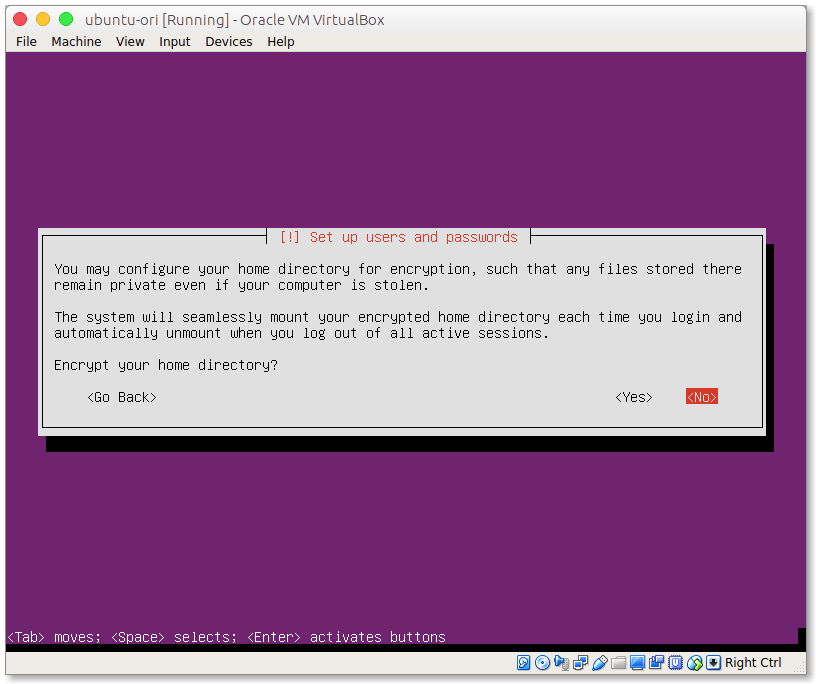 ubuntu-ori [Running] - Oracle VM VirtualBox
File Machine View Input Devices Help
[!] Set up users and passwords
You may configure your home directory for encryption, such that any files stored there
remain private even if your computer is stolen.
The system will seamlessly mount your encrypted home directory each time you login and
automatically unmount when you log out of all active sessions.
Encrypt your home directory?
<Go Back> <Yes> <No>
<Tab> moves; <Space> selects; <Enter> activates buttons
Right Ctrl